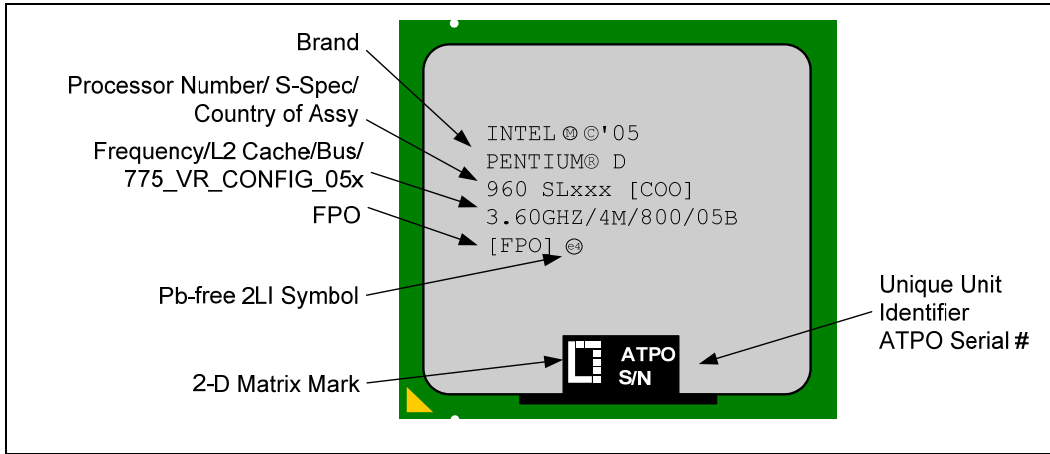 Brand
Processor Number/ S-Spec/
Country of Assy
Frequency/L2 Cache/Bus/
775_VR_CONFIG_05x
FPO
Pb-free 2LI Symbol
2-D Matrix Mark
INTEL Ⓜ ©'05
PENTIUM® D
960 SLxxx [COO]
3.60GHZ/4M/800/05B
[FPO] e4
ATPO
S/N
Unique Unit
Identifier
ATPO Serial #